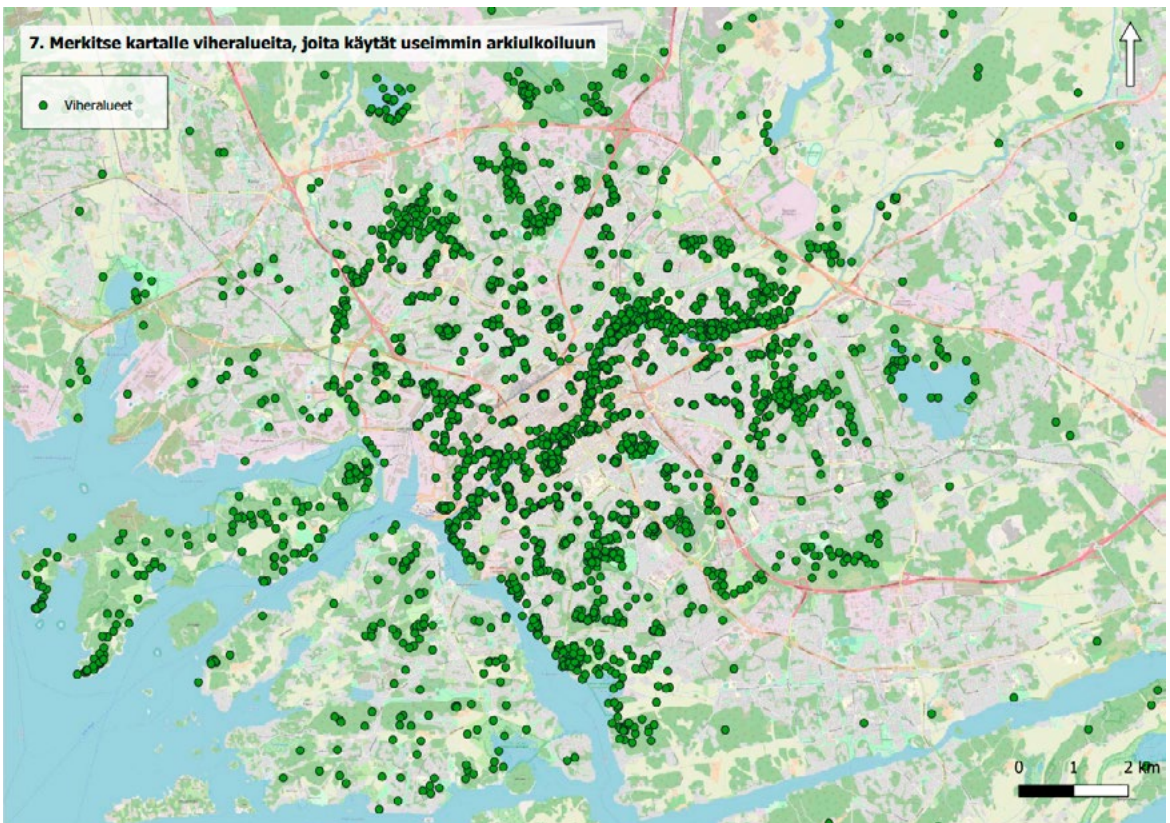 7. Merkitse kartalle viheralueita, joita käytät useimmin arkiulkoiluun
Viheralueet
0 1 2 km